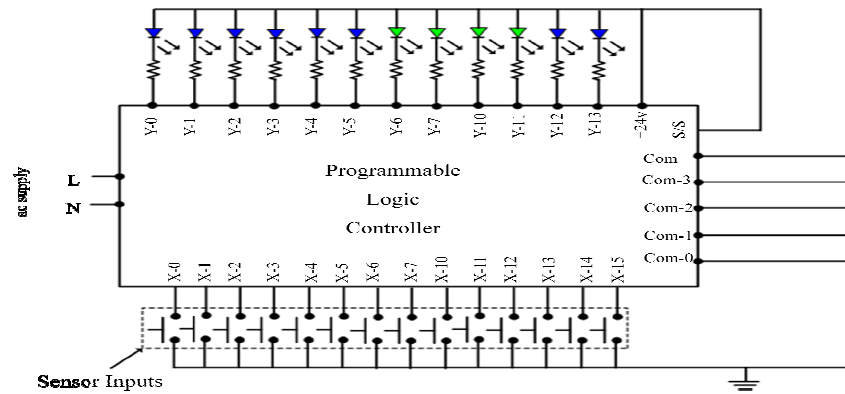 Y-0 Y-1 Y-2 Y-3 Y-4 Y-5 Y-6 Y-7 Y-10 Y-11 Y-12 Y-13 +24v S/S
Com
Programmable
Com-3
ac supply
L
Logic
N
Com-2
Controller
Com-1
Com-0
X-0 X-1 X-2 X-3 X-4 X-5 X-6 X-7 X-10 X-11 X-12 X-13 X-14 X-15
Sensor Inputs